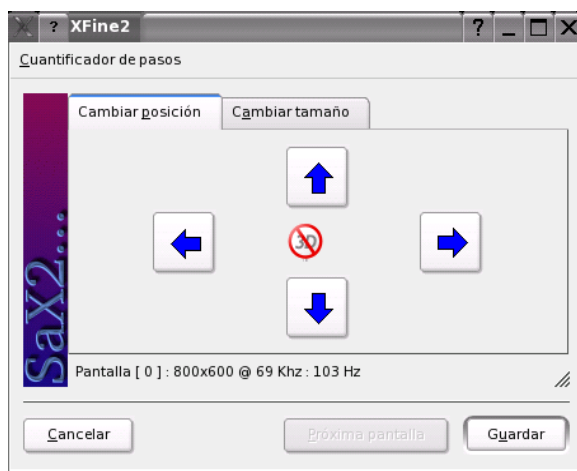 ? XFine2 ? _
Cuantificador de pasos
Cambiar posición Cambiar tamaño
3D
SaX2...
Pantalla [ 0 ] : 800x600 @ 69 Khz : 103 Hz
Cancelar Próxima pantalla Guardar